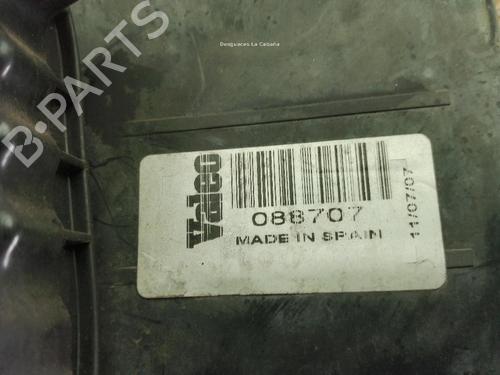 Desguaces La Cabaña
B-PARTS
Valeo
088707
MADE IN SPAIN
11/07/07